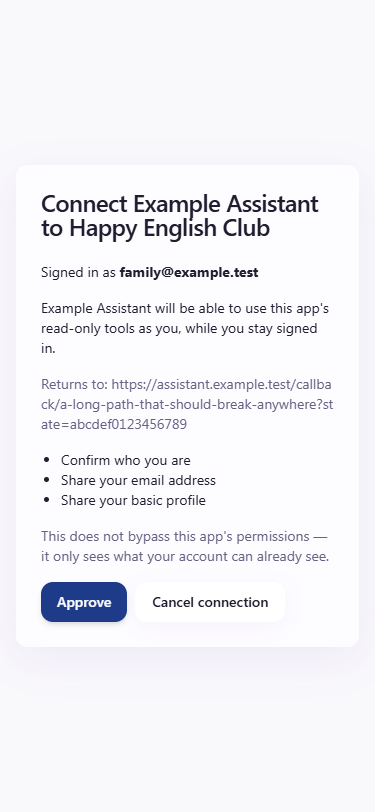 Connect Example Assistant
to Happy English Club
Signed in as family@example.test
Example Assistant will be able to use this app's
read-only tools as you, while you stay signed
in.
Returns to: https://assistant.example.test/callba
ck/a-long-path-that-should-break-anywhere?st
ate=abcdef0123456789
• Confirm who you are
• Share your email address
• Share your basic profile
This does not bypass this app's permissions —
it only sees what your account can already see.
Approve
Cancel connection